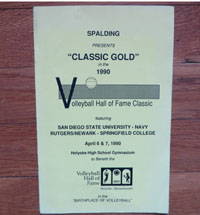 SPALDING
PRESENTS
"CLASSIC GOLD"
in the
1990
Volleyball Hall of Fame Classic
featuring
SAN DIEGO STATE UNIVERSITY - NAVY
RUTGERS/NEWARK - SPRINGFIELD COLLEGE
April 6 & 7, 1990
Holyoke High School Gymnasium
to Benefit the
Volleyball
Hall of
Fame
Holyoke, Massachusetts
in the
"BIRTHPLACE OF VOLLEYBALL"